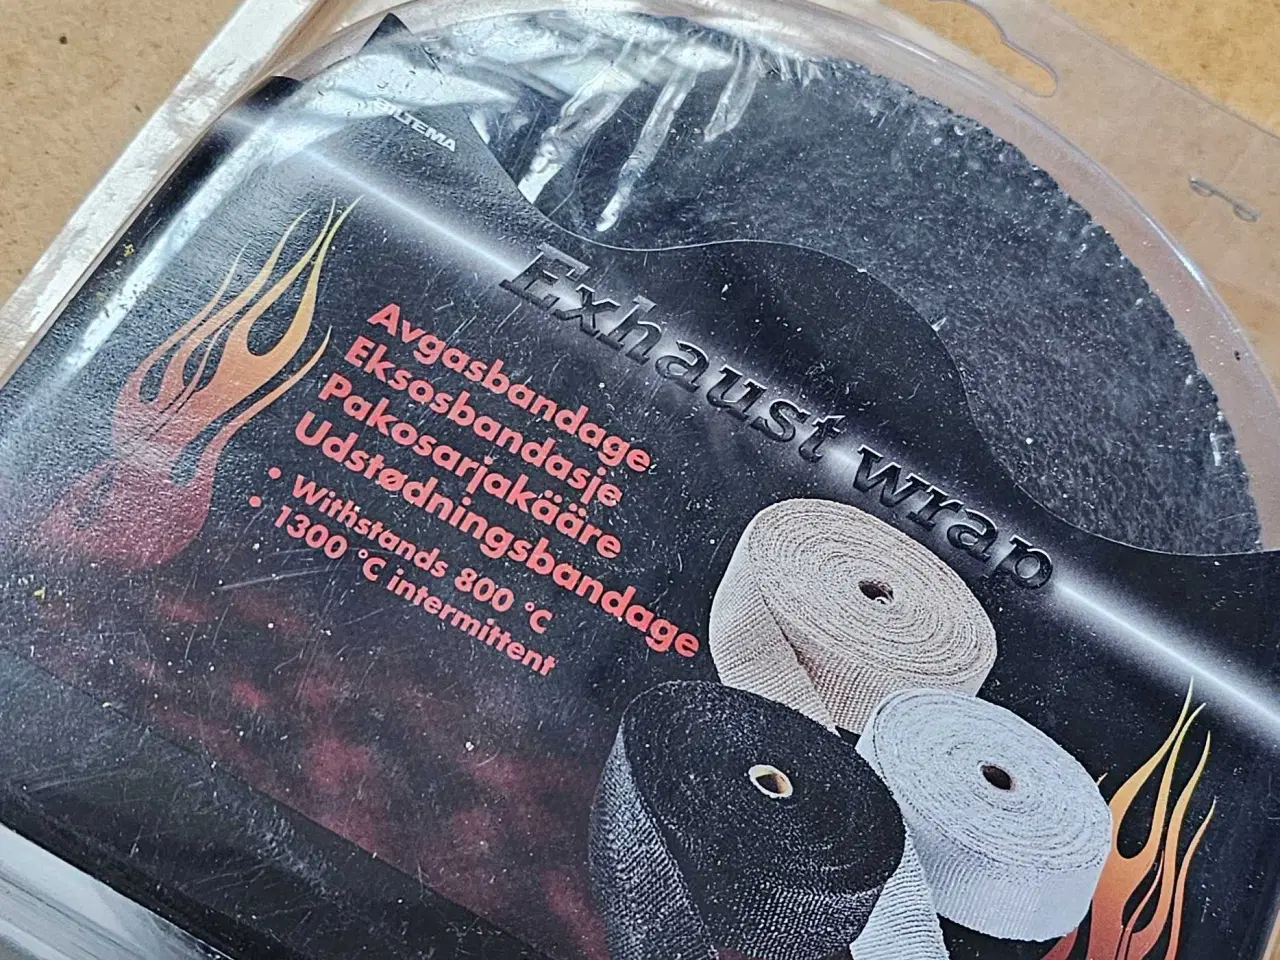 BILTEMA
Exhaust wrap
Avgasbandage
Eksosbandasje
Pakosarjakääre
Udstødningsbandage
• Withstands 800 °C
• 1300 °C intermittent